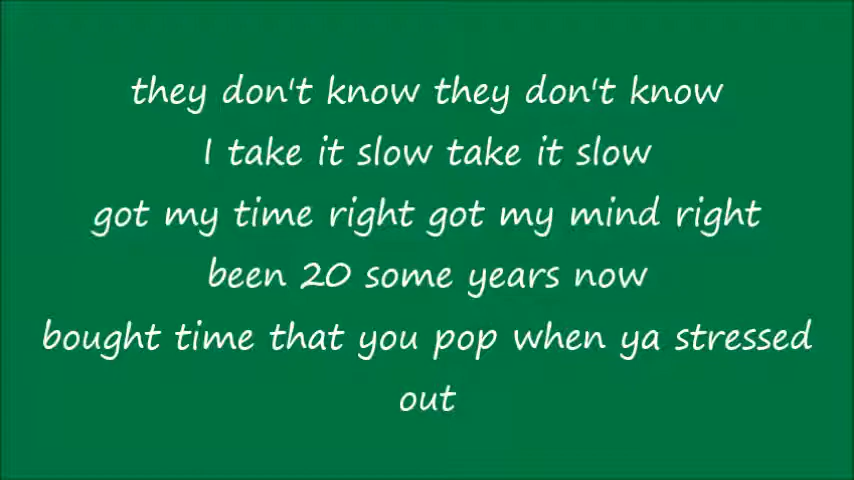 they don't know they don't know
I take it slow take it slow
got my time right got my mind right
been 20 some years now
bought time that you pop when ya stressed
out